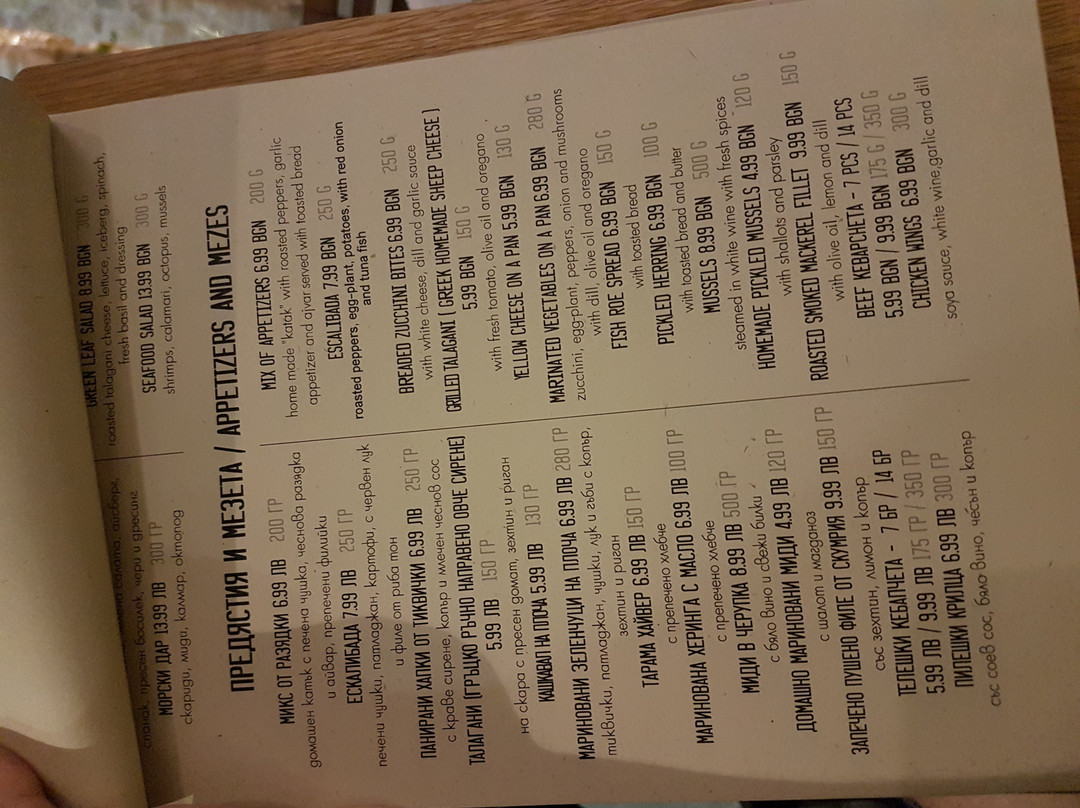 спанак, пресен босилек, чери и дресинг
МОРСКИ ДАР 13.99 ЛВ 300 ГР
скариди, миди, калмар, октопод
GREEN LEAF SALAD 8.99 BGN 300 G
roasted talagani cheese, lettuce, iceberg, spinach,
fresh basil and dressing
SEAFOOD SALAD 13.99 BGN 300 G
shrimps, calamari, octopus, mussels
ПРЕДЯСТИЯ И МЕЗЕТА / APPETIZERS AND MEZES
МИКС ОТ РАЗЯДКИ 6.99 ЛВ 200 ГР
домашен катък с печена чушка, чеснова разядка
и айвар, препечени филийки
ЕСКЛИБАДА 7.99 ЛВ 250 ГР
печени чушки, патладжан, картофи, с червен лук
и филе от риба тон
ПАНИРАНИ ХАПКИ ОТ ТИКВИЧКИ 6.99 ЛВ 250 ГР
с краве сирене, копър и млечен чеснов сос
ТАЛАГАНИ (ГРЪЦКО РЪЧНО НАПРАВЕНО ОВЧЕ СИРЕНЕ)
5.99 ЛВ 150 ГР
на скара с пресен домат, зехтин и риган
КАШКАВАЛ НА ПЛОЧА 5.99 ЛВ 130 ГР
МАРИНОВАНИ ЗЕЛЕНЧУЦИ НА ПЛОЧА 6.99 ЛВ 280 ГР
тиквички, патладжан, чушки, лук и гъби с копър,
зехтин и риган
ТАРАМА ХАЙВЕР 6.99 ЛВ 150 ГР
с препечено хлебче
МАРИНОВАНА ХЕРИНГА С МАСЛО 6.99 ЛВ 100 ГР
с препечено хлебче
МИДИ В ЧЕРУПКА 8.99 ЛВ 500 ГР
с бяло вино и свежи билки
ДОМАШНО МАРИНОВАНИ МИДИ 4.99 ЛВ 120 ГР
с шалот и магданоз
ЗАПЕЧЕНО ПУШЕНО ФИЛЕ ОТ СКУМРИЯ 9.99 ЛВ 150 ГР
със зехтин, лимон и копър
ТЕЛЕШКИ КЕБАПЧЕТА - 7 БР / 14 БР
5.99 ЛВ / 9.99 ЛВ 175 ГР / 350 ГР
ПИЛЕШКИ КРИЛЦА 6.99 ЛВ 300 ГР
със соев сос, бяло вино, чесън и копър
MIX OF APPETIZERS 6.99 BGN 200 G
home made "katak" with roasted peppers, garlic
appetizer and ajvar served with toasted bread
ESCALIBADA 7.99 BGN 250 G
roasted peppers, egg-plant, potatoes, with red onion
and tuna fish
BREADED ZUCCHINI BITES 6.99 BGN 250 G
with white cheese, dill and garlic sauce
GRILLED TALAGANI ( GREEK HOMEMADE SHEEP CHEESE )
5.99 BGN 150 G
with fresh tomato, olive oil and oregano
YELLOW CHEESE ON A PAN 5.99 BGN 130 G
MARINATED VEGETABLES ON A PAN 6.99 BGN 280 G
zucchini, egg-plant, peppers, onion and mushrooms
with dill, olive oil and oregano
FISH ROE SPREAD 6.99 BGN 150 G
with toasted bread
PICKLED HERRING 6.99 BGN 100 G
with toasted bread and butter
MUSSELS 8.99 BGN 500 G
steamed in white wine with fresh spices
HOMEMADE PICKLED MUSSELS 4.99 BGN 120 G
with shallots and parsley
ROASTED SMOKED MACKEREL FILLET 9.99 BGN 150 G
with olive oil, lemon and dill
BEEF KEBAPCHETA - 7 PCS / 14 PCS
5.99 BGN / 9.99 BGN 175 G / 350 G
CHICKEN WINGS 6.99 BGN 300 G
soya sauce, white wine,garlic and dill